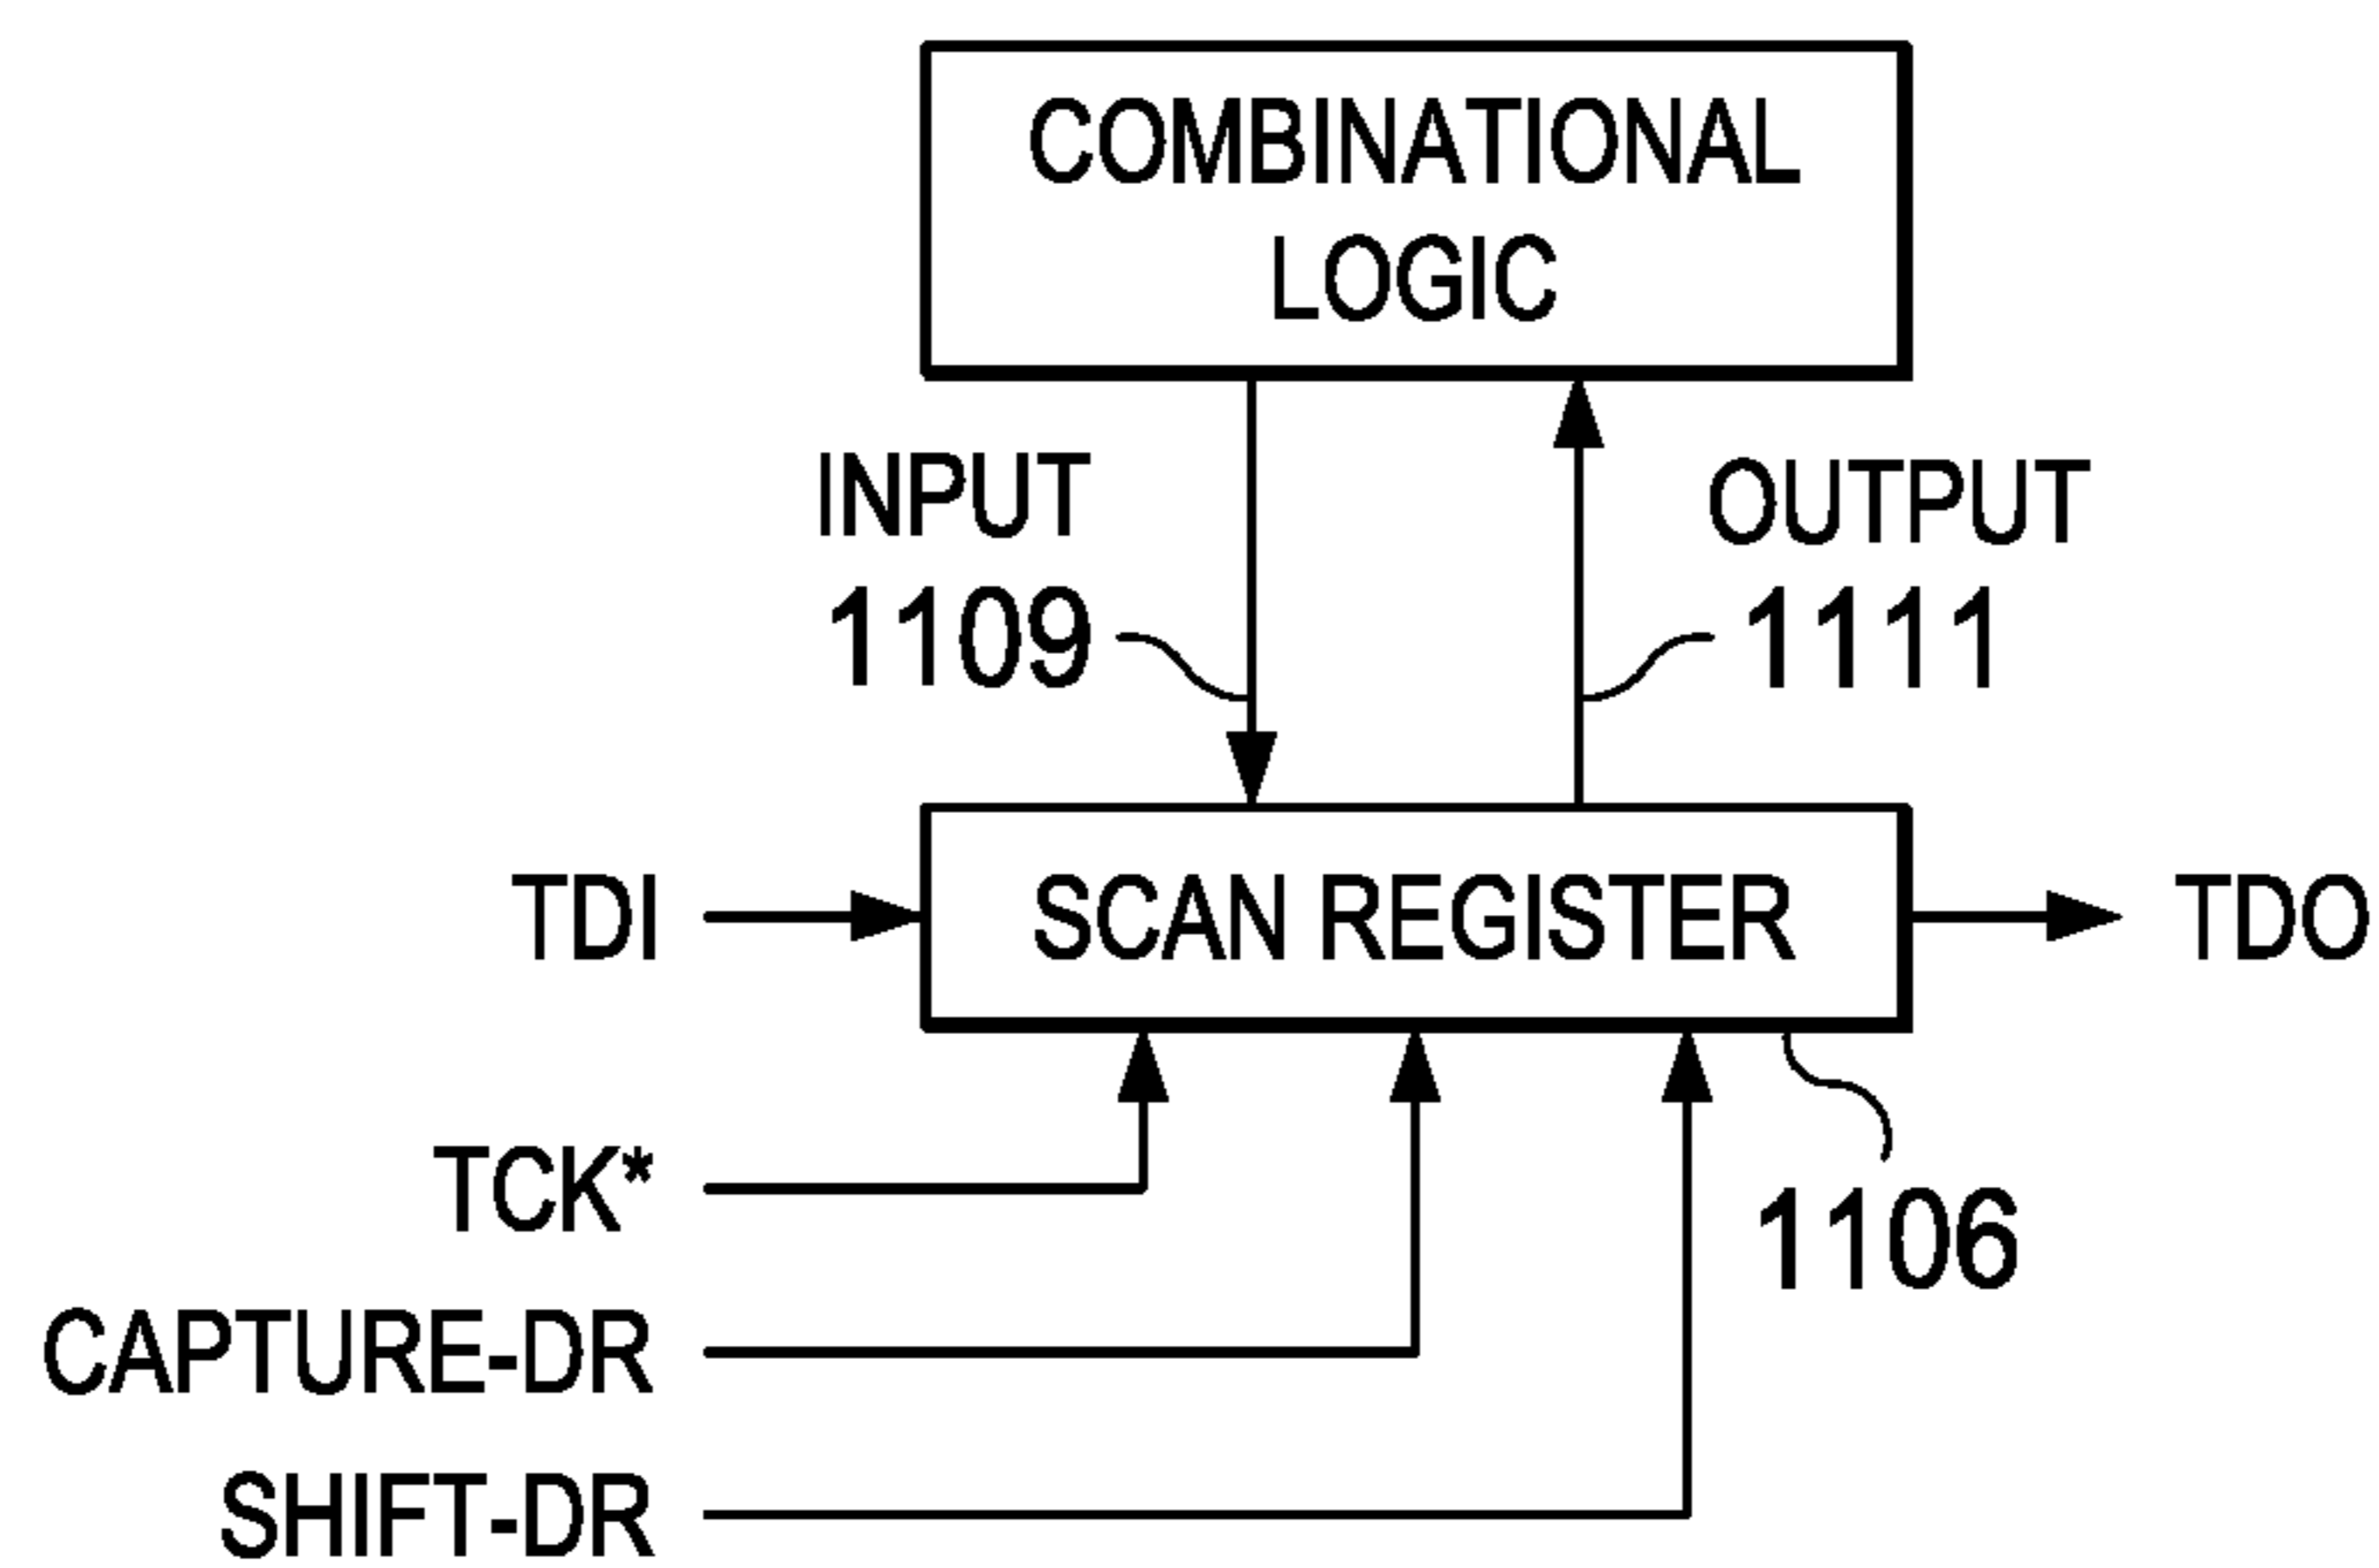 COMBINATIONAL
LOGIC
INPUT
1109
OUTPUT
1111
TDI
SCAN REGISTER
TDO
TCK*
1106
CAPTURE-DR
SHIFT-DR